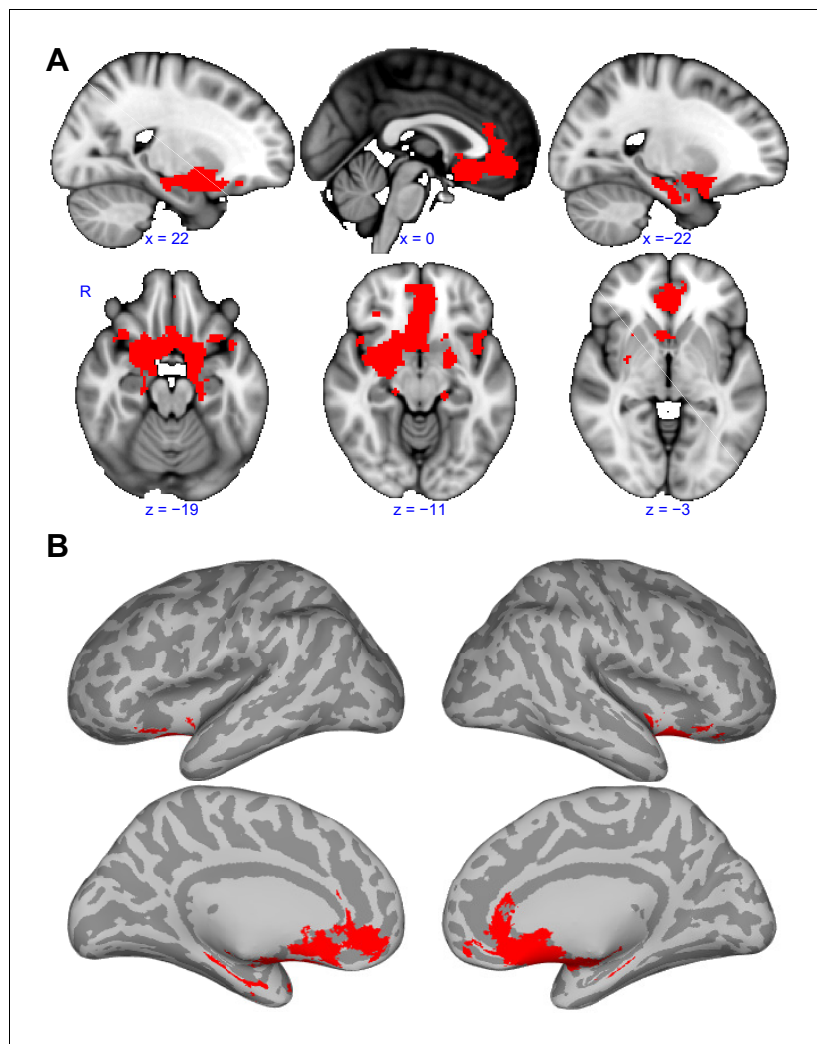 A
x = 22
x = 0
x =−22
R
z = −19
z = −11
z = −3
B